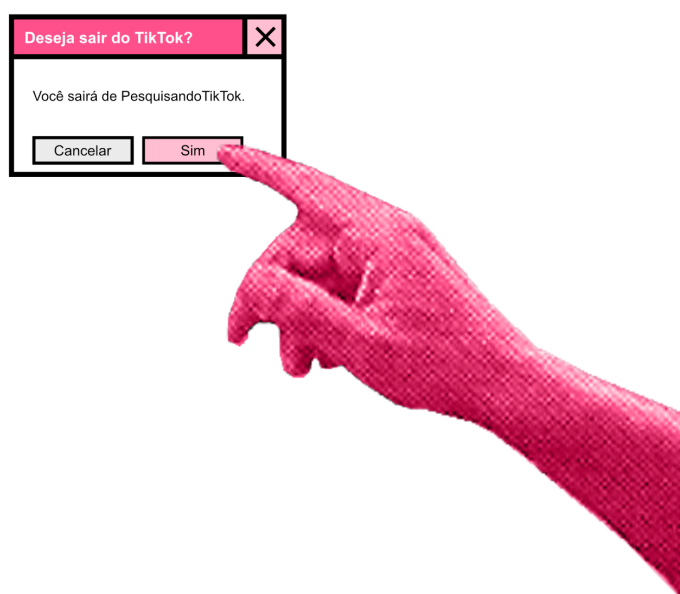 Deseja sair do TikTok?
Você sairá de PesquisandoTikTok.
Cancelar
Sim